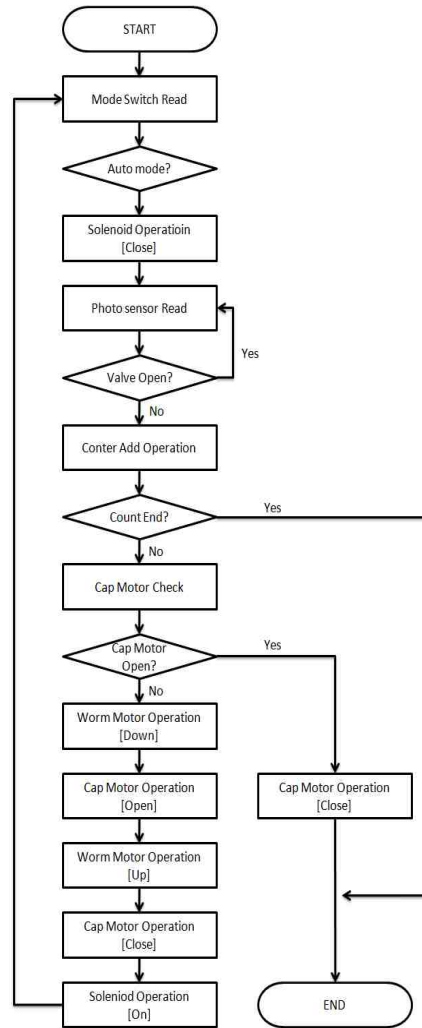 START
Mode Switch Read
Auto mode?
Solenoid Operatioin
[Close]
Photo sensor Read
Yes
Valve Open?
No
Conter Add Operation
Count End?
Yes
No
Cap Motor Check
Cap Motor
Open?
Yes
No
Worm Motor Operation
[Down]
Cap Motor Operation
[Open]
Cap Motor Operation
[Close]
Worm Motor Operation
[Up]
Cap Motor Operation
[Close]
Soleniod Operation
[On]
END